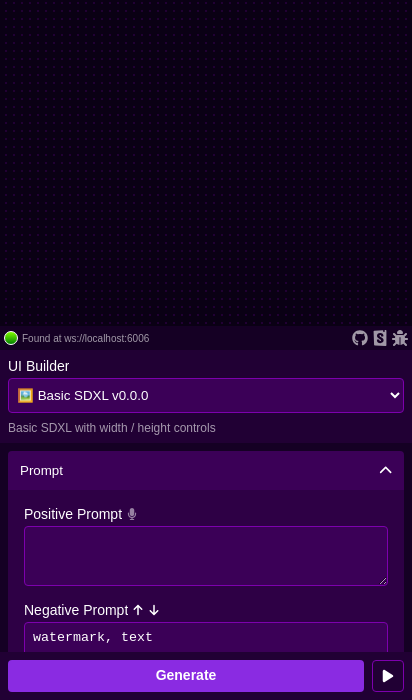 Found at ws://localhost:6006
UI Builder
Basic SDXL v0.0.0
Basic SDXL with width / height controls
Prompt
Positive Prompt
Negative Prompt
watermark, text
Generate